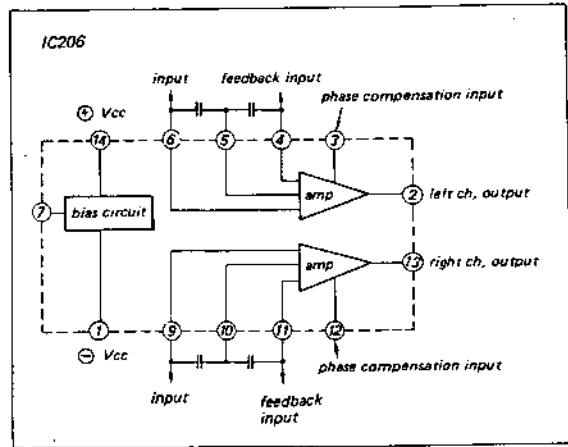 IC206
input
feedback input
phase compensation input
⊕ Vcc
14
6
5
4
3
7
bias circuit
amp
2
left ch, output
amp
13
right ch, output
1
9
10
11
12
⊖ Vcc
phase compensation input
input
feedback
input